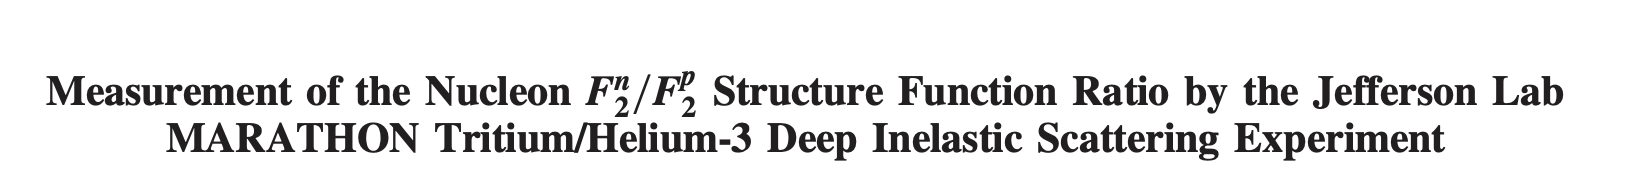 Measurement of the Nucleon F₂ⁿ/F₂ᵖ Structure Function Ratio by the Jefferson Lab
MARATHON Tritium/Helium-3 Deep Inelastic Scattering Experiment